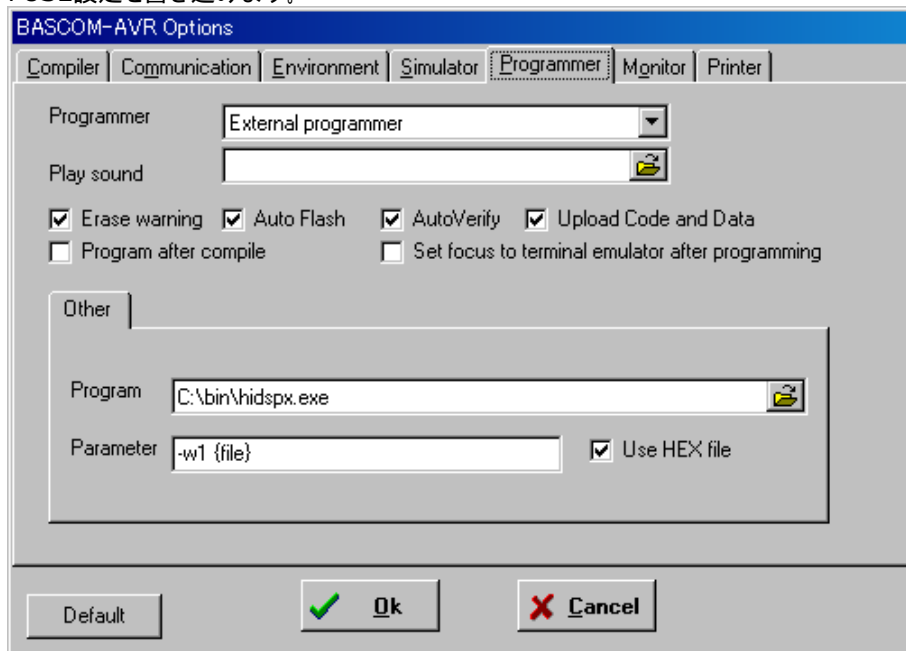 BASCOM-AVR Options
Compiler Communication Environment Simulator Programmer Monitor Printer
Programmer External programmer
Play sound
Erase warning Auto Flash AutoVerify Upload Code and Data
Program after compile Set focus to terminal emulator after programming
Other
Program C:\bin\hidspx.exe
Parameter -w1 {file} Use HEX file
Default Ok Cancel